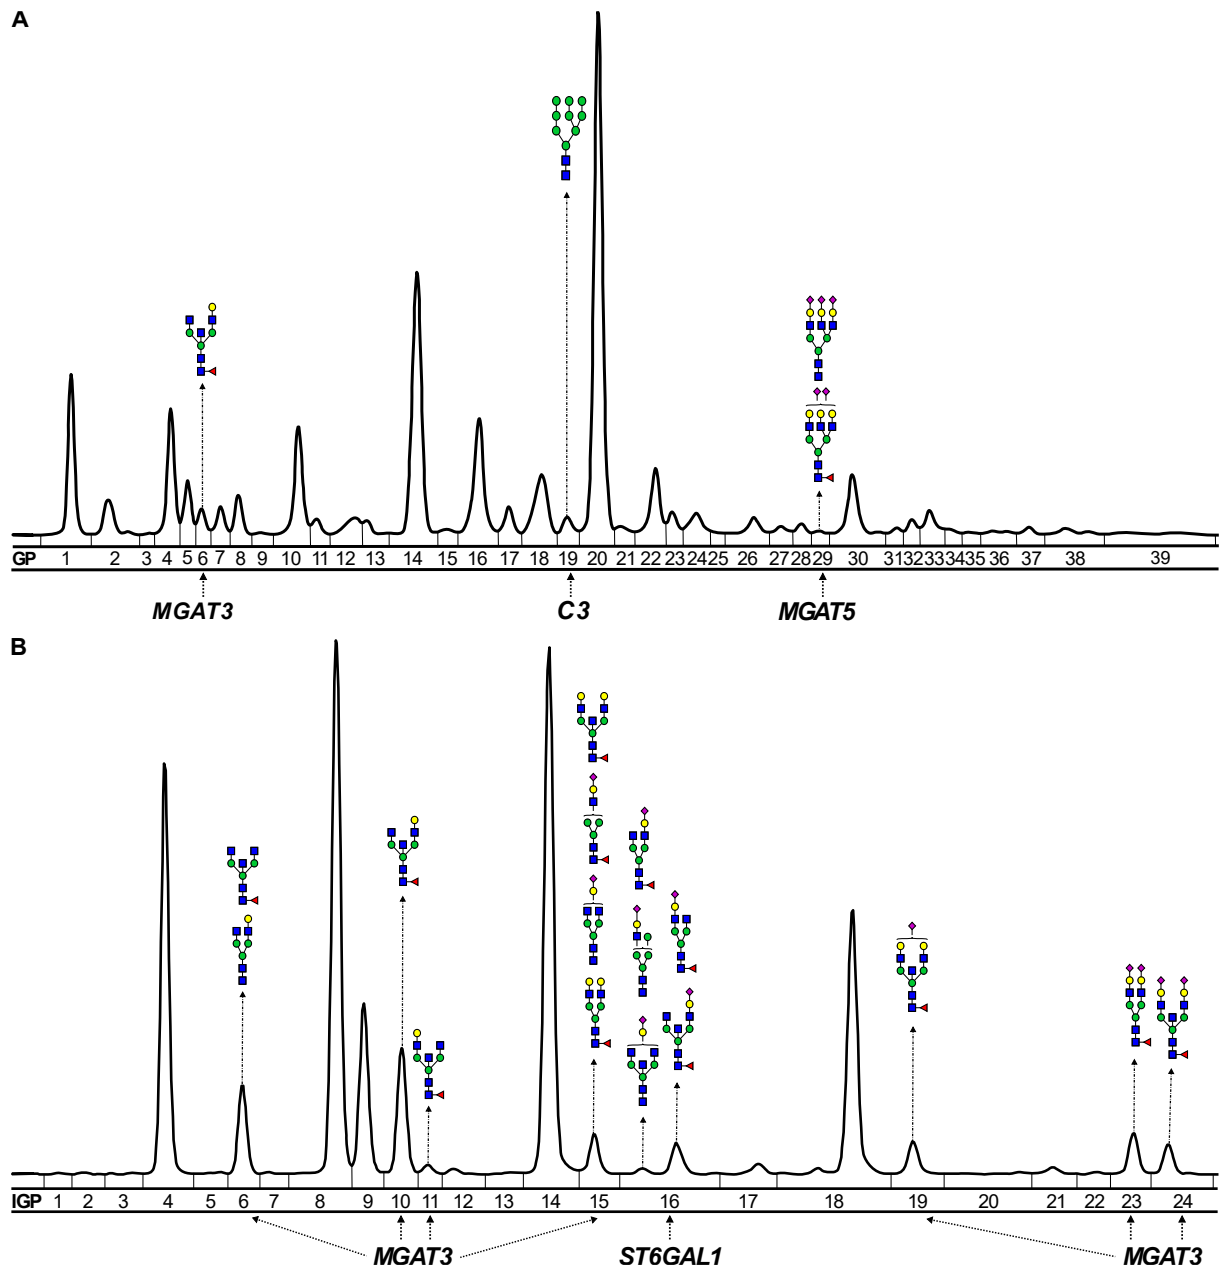 A
GP 1 2 3 4 5 6 7 8 9 10 11 12 13 14 15 16 17 18 19 20 21 22 23 24 25 26 27 28 29 30 31 32 33 34 35 36 37 38 39
MGAT3 C3 MGAT5
B
IGP 1 2 3 4 5 6 7 8 9 10 11 12 13 14 15 16 17 18 19 20 21 22 23 24
MGAT3 ST6GAL1 MGAT3